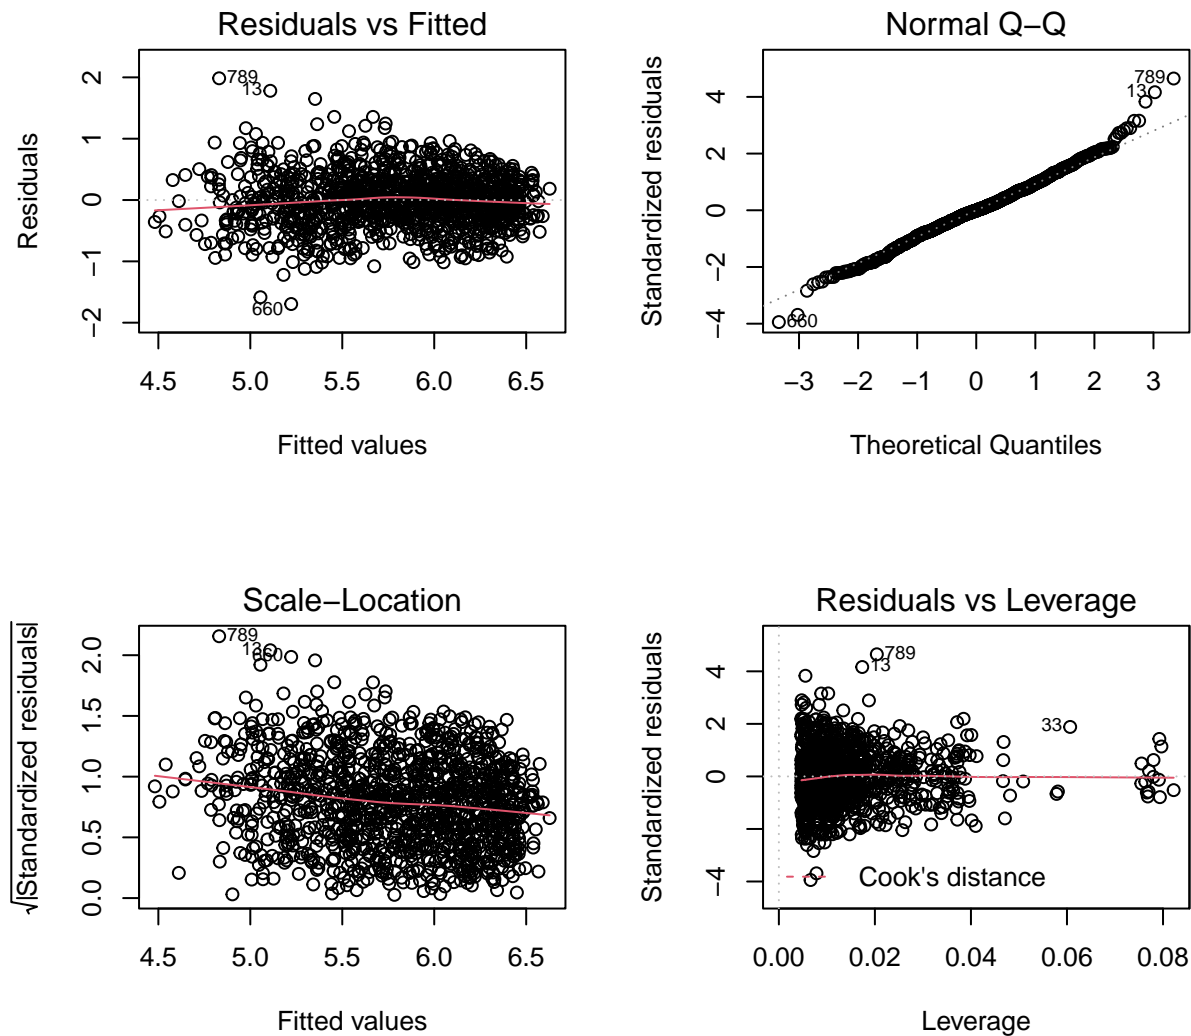 Residuals vs Fitted
Residuals
2
1
0
−1
−2
789
13
660
4.5 5.0 5.5 6.0 6.5
Fitted values
Normal Q−Q
Standardized residuals
4
2
0
−2
−4
789
13
660
−3 −2 −1 0 1 2 3
Theoretical Quantiles
Scale−Location
√|Standardized residuals|
2.0
1.5
1.0
0.5
0.0
789
13
660
4.5 5.0 5.5 6.0 6.5
Fitted values
Residuals vs Leverage
Standardized residuals
4
2
0
−4
789
13
33
Cook's distance
0.00 0.02 0.04 0.06 0.08
Leverage